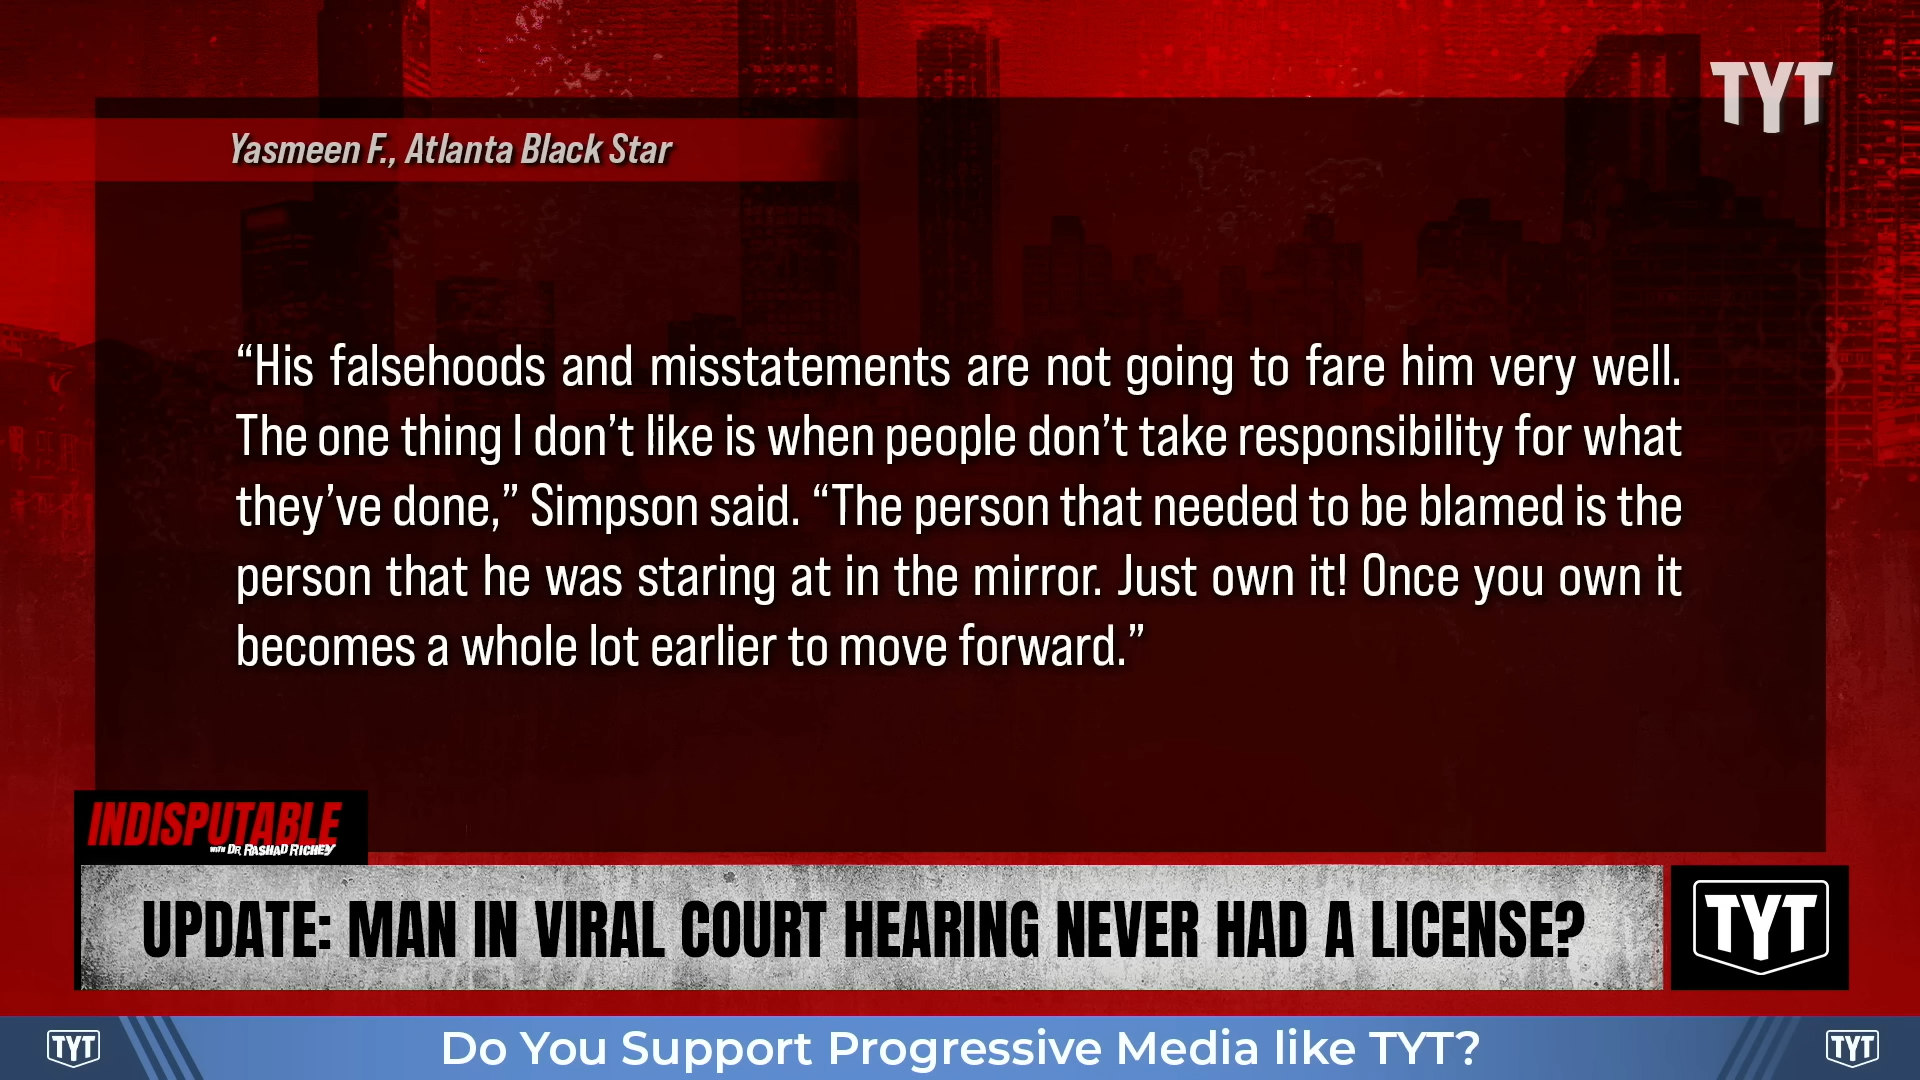 TYT
Yasmeen F., Atlanta Black Star
“His falsehoods and misstatements are not going to fare him very well.
The one thing I don’t like is when people don’t take responsibility for what
they’ve done,” Simpson said. “The person that needed to be blamed is the
person that he was staring at in the mirror. Just own it! Once you own it
becomes a whole lot earlier to move forward.”
INDISPUTABLE
WITH DR RASHAD RICHEY
UPDATE: MAN IN VIRAL COURT HEARING NEVER HAD A LICENSE?
TYT
TYT
Do You Support Progressive Media like TYT?
TYT